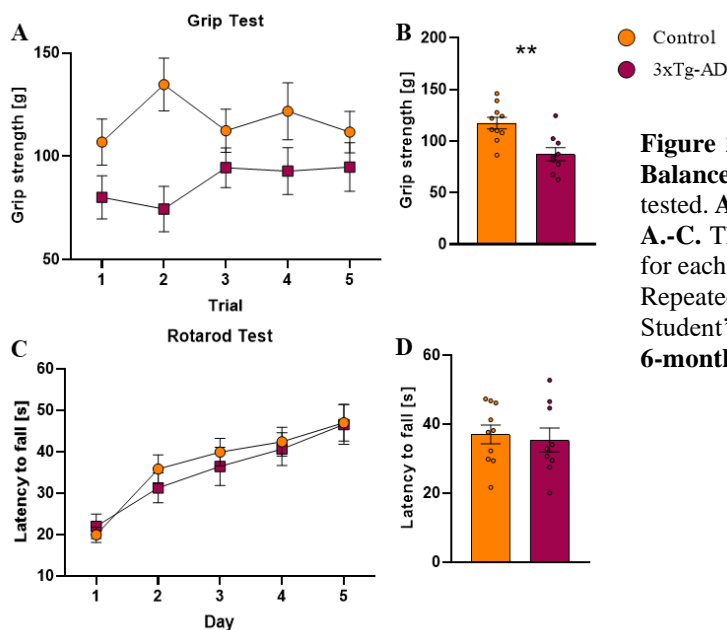 Grip Test
A
Grip strength [g]
150
100
50
1 2 3 4 5
Trial
B
Grip strength [g]
200
150
100
50
0
**
Control
3xTg-AD
Figure
Balance
tested. A
A.-C. T
for each
Repeate
Student'
6-month
Rotarod Test
C
Latency to fall [s]
60
50
40
30
20
10
1 2 3 4 5
Day
D
Latency to fall [s]
60
40
20
0